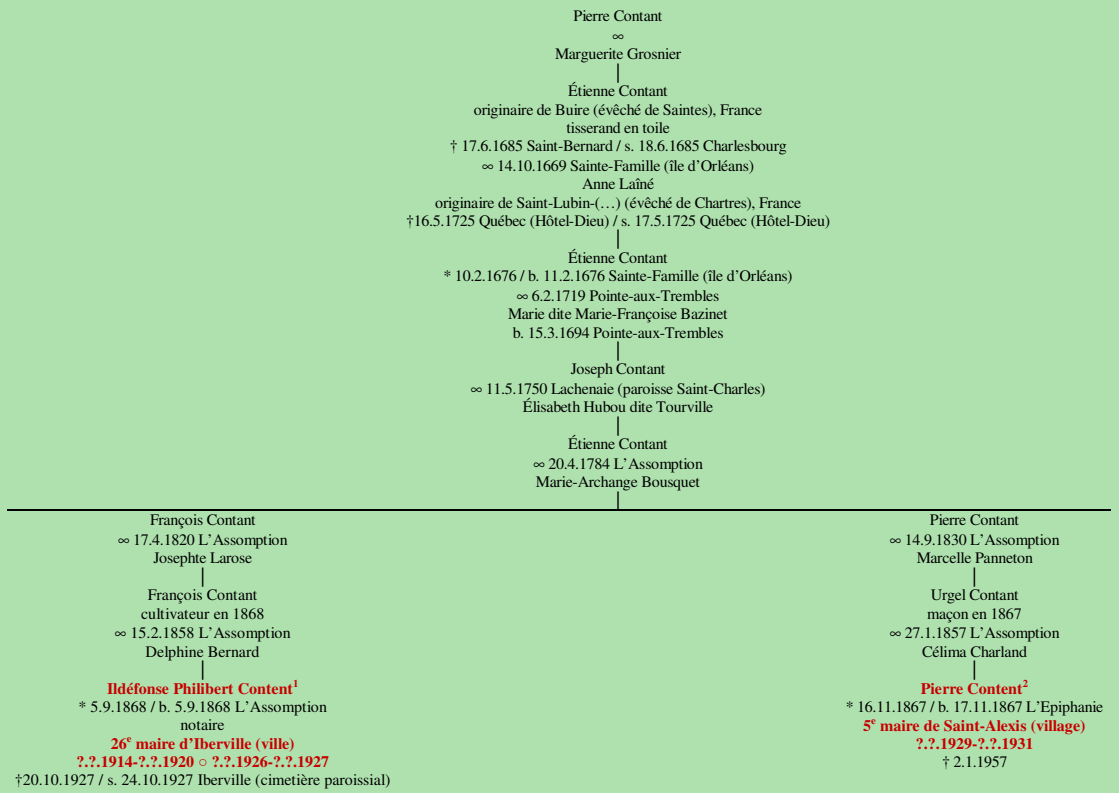 Pierre Contant
∞
Marguerite Grosnier
Étienne Contant
originaire de Buire (évêché de Saintes), France
tisserand en toile
† 17.6.1685 Saint-Bernard / s. 18.6.1685 Charlesbourg
∞ 14.10.1669 Sainte-Famille (île d'Orléans)
Anne Laîné
originaire de Saint-Lubin-(…) (évêché de Chartres), France
†16.5.1725 Québec (Hôtel-Dieu) / s. 17.5.1725 Québec (Hôtel-Dieu)
Étienne Contant
* 10.2.1676 / b. 11.2.1676 Sainte-Famille (île d'Orléans)
∞ 6.2.1719 Pointe-aux-Trembles
Marie dite Marie-Françoise Bazinet
b. 15.3.1694 Pointe-aux-Trembles
Joseph Contant
∞ 11.5.1750 Lachenaie (paroisse Saint-Charles)
Élisabeth Hubou dite Tourville
Étienne Contant
∞ 20.4.1784 L'Assomption
Marie-Archange Bousquet
François Contant
∞ 17.4.1820 L'Assomption
Josephte Larose
François Contant
cultivateur en 1868
∞ 15.2.1858 L'Assomption
Delphine Bernard
Ildéfonse Philibert Content¹
* 5.9.1868 / b. 5.9.1868 L'Assomption
notaire
26ᵉ maire d'Iberville (ville)
?.?.1914-?.?.1920 ○ ?.?.1926-?.?.1927
†20.10.1927 / s. 24.10.1927 Iberville (cimetière paroissial)
Pierre Contant
∞ 14.9.1830 L'Assomption
Marcelle Panneton
Urgel Contant
maçon en 1867
∞ 27.1.1857 L'Assomption
Célima Charland
Pierre Content²
* 16.11.1867 / b. 17.11.1867 L'Epiphanie
5ᵉ maire de Saint-Alexis (village)
?.?.1929-?.?.1931
† 2.1.1957